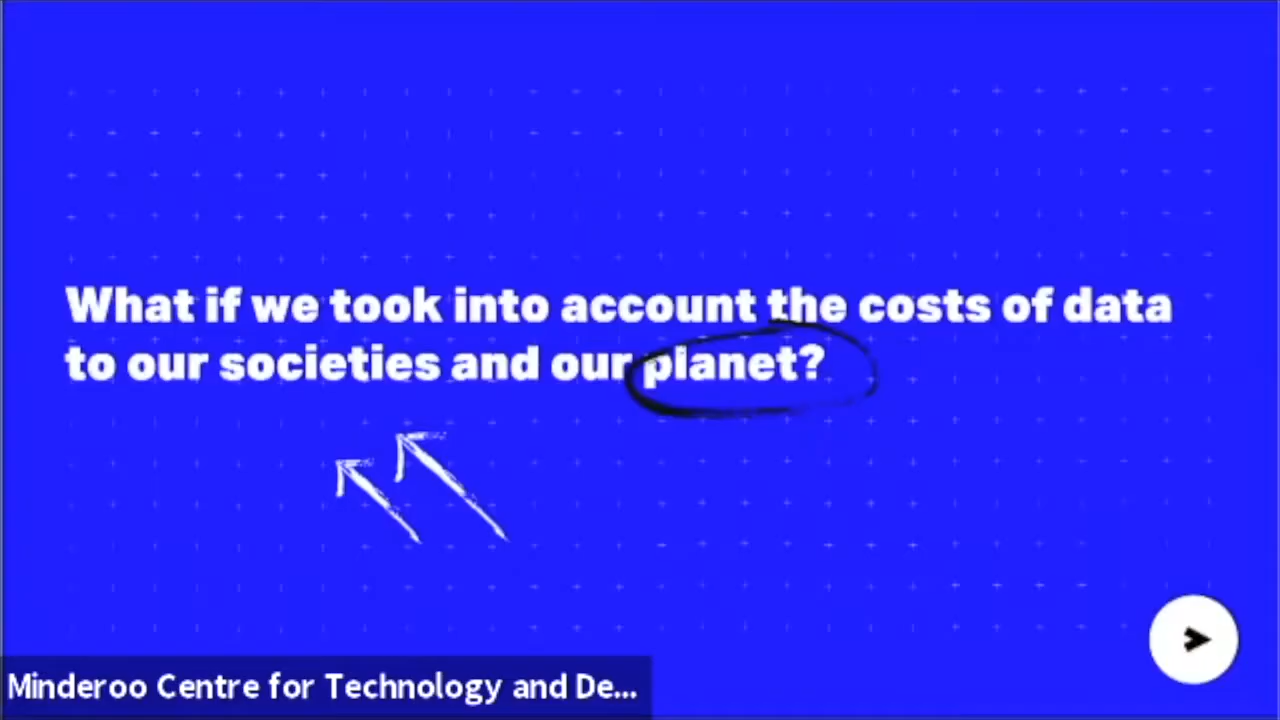 What if we took into account the costs of data
to our societies and our planet?
Minderoo Centre for Technology and De...